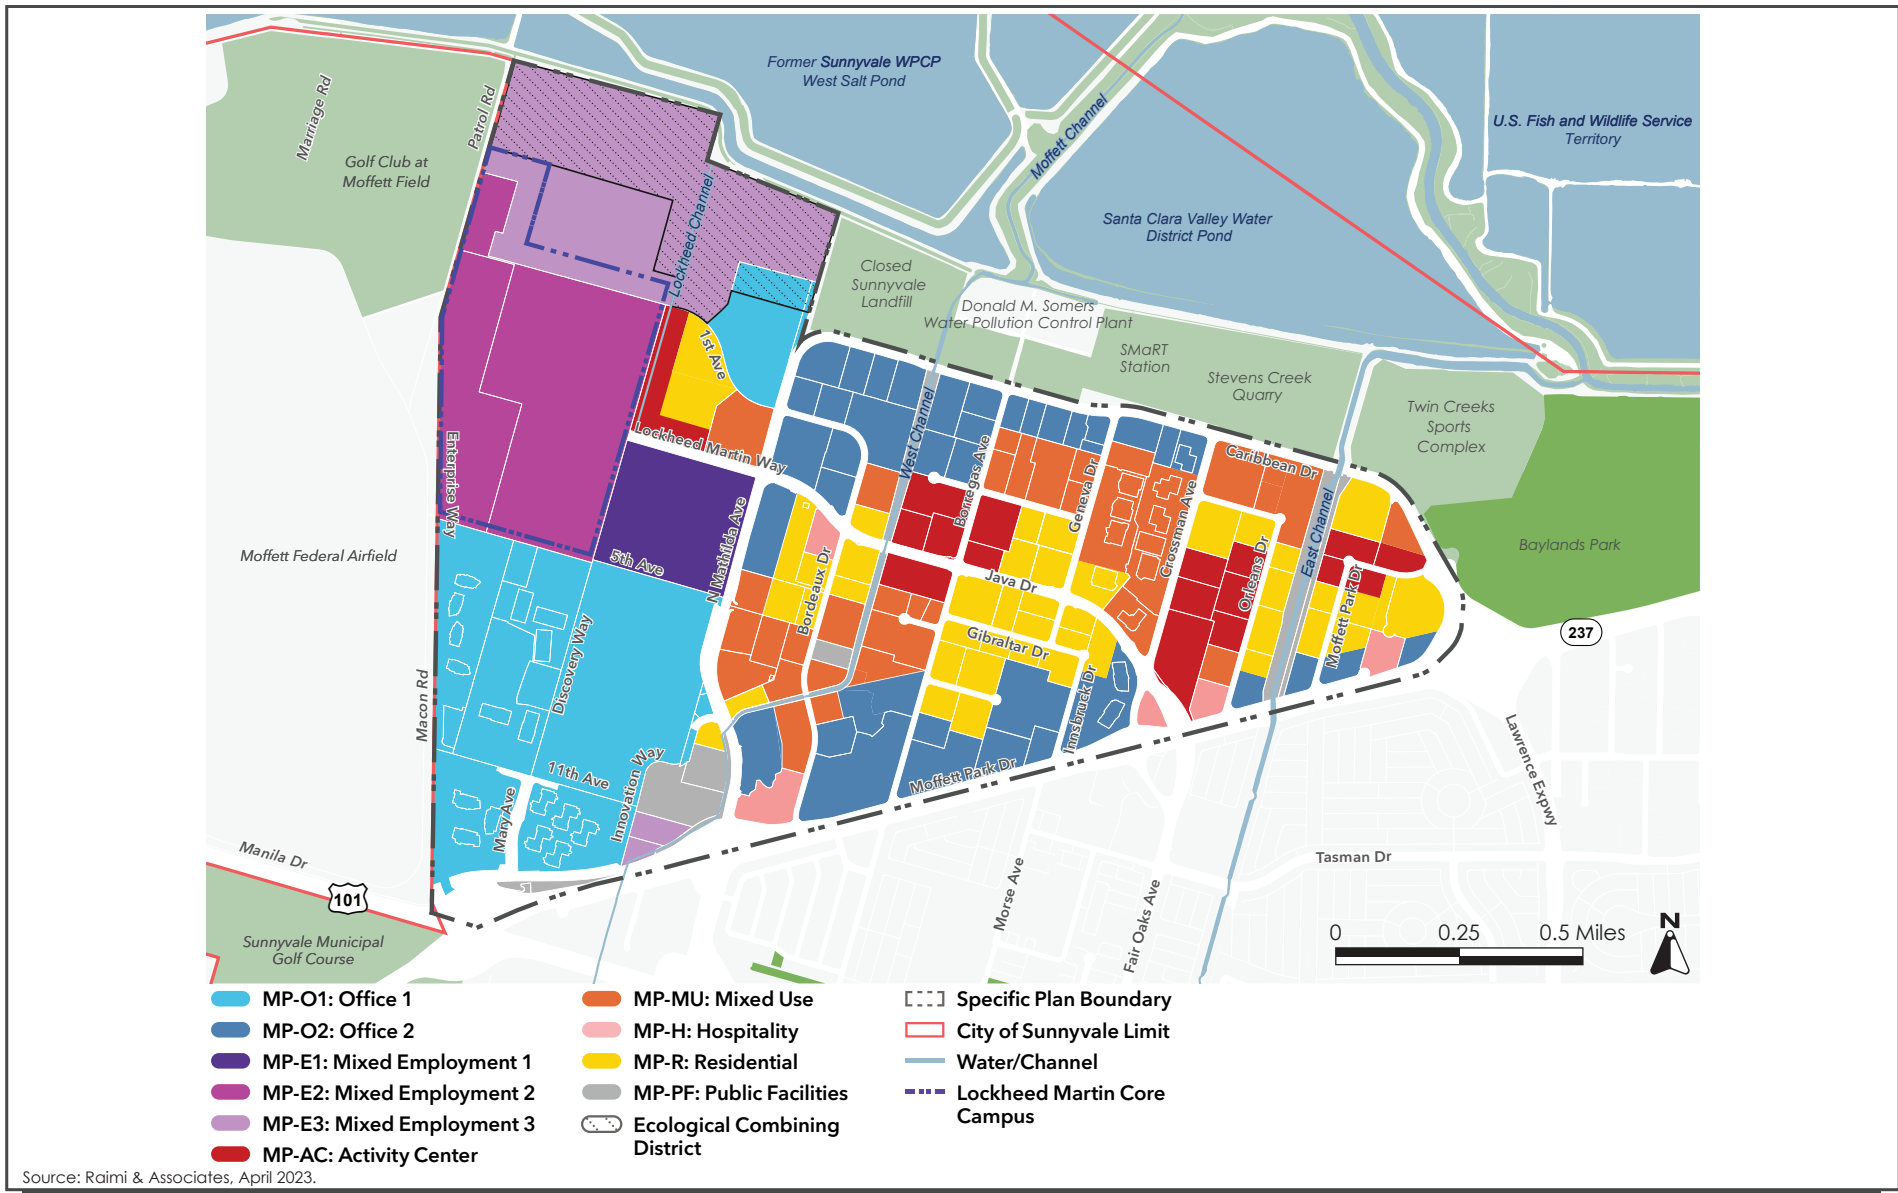 Former Sunnyvale WPCP
West Salt Pond
Marriage Rd
Patrol Rd
Moffett Channel
U.S. Fish and Wildlife Service
Territory
Golf Club at
Moffett Field
Lockheed Channel
Santa Clara Valley Water
District Pond
Closed
Sunnyvale
Landfill
Donald M. Somers
Water Pollution Control Plant
SMaRT
Station
Stevens Creek
Quarry
Twin Creeks
Sports
Complex
1st Ave
West Channel
Lockheed Martin Way
Enterprise Way
Borregas Ave
Geneva Dr
Caribbean Dr
Crossman Ave
East Channel
Moffett Federal Airfield
5th Ave
N Mathilda Ave
Bordeaux Dr
Java Dr
Orleans Dr
Moffett Park Dr
Baylands Park
237
Gibraltar Dr
Discovery Way
Macon Rd
Innsbruck Dr
Innovation Way
11th Ave
Moffett Park Dr
Lawrence Expwy
Mary Ave
Manila Dr
101
Tasman Dr
Morse Ave
Fair Oaks Ave
Sunnyvale Municipal
Golf Course
0 0.25 0.5 Miles
N
MP-O1: Office 1
MP-O2: Office 2
MP-E1: Mixed Employment 1
MP-E2: Mixed Employment 2
MP-E3: Mixed Employment 3
MP-AC: Activity Center
MP-MU: Mixed Use
MP-H: Hospitality
MP-R: Residential
MP-PF: Public Facilities
Ecological Combining
District
Specific Plan Boundary
City of Sunnyvale Limit
Water/Channel
Lockheed Martin Core
Campus
Source: Raimi & Associates, April 2023.